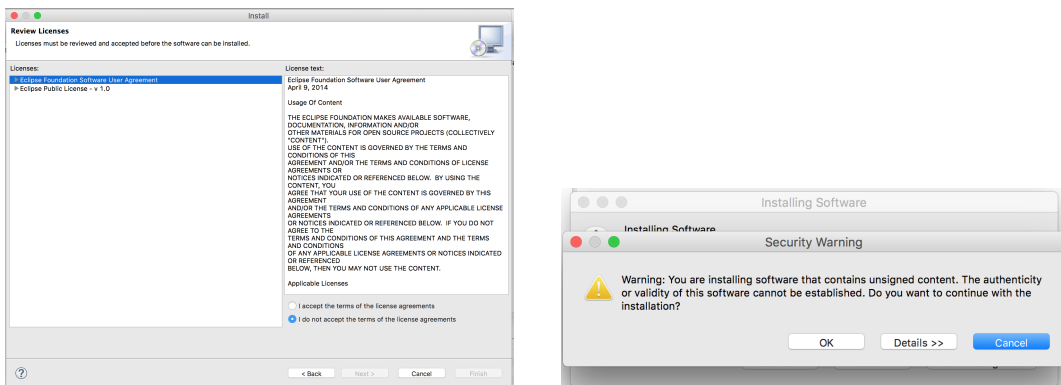 Install
Review Licenses
Licenses must be reviewed and accepted before the software can be installed.
Licenses:
Eclipse Foundation Software User Agreement
Eclipse Public License - v 1.0
License text:
Eclipse Foundation Software User Agreement
April 9, 2014
Usage Of Content
THE ECLIPSE FOUNDATION MAKES AVAILABLE SOFTWARE,
DOCUMENTATION, INFORMATION AND/OR
OTHER MATERIALS FOR OPEN SOURCE PROJECTS (COLLECTIVELY
"CONTENT").
USE OF THE CONTENT IS GOVERNED BY THE TERMS AND
CONDITIONS OF THIS
AGREEMENT AND/OR THE TERMS AND CONDITIONS OF LICENSE
AGREEMENTS OR
NOTICES INDICATED OR REFERENCED BELOW. BY USING THE
CONTENT, YOU
AGREE THAT YOUR USE OF THE CONTENT IS GOVERNED BY THIS
AGREEMENT
AND/OR THE TERMS AND CONDITIONS OF ANY APPLICABLE LICENSE
AGREEMENTS
OR NOTICES INDICATED OR REFERENCED BELOW. IF YOU DO NOT
AGREE TO THE
TERMS AND CONDITIONS OF THIS AGREEMENT AND THE TERMS
AND CONDITIONS
OF ANY APPLICABLE LICENSE AGREEMENTS OR NOTICES INDICATED
OR REFERENCED
BELOW, THEN YOU MAY NOT USE THE CONTENT.
Applicable Licenses
I accept the terms of the license agreements
I do not accept the terms of the license agreements
?
< Back Next > Cancel Finish
Installing Software
Installing Software
Security Warning
Warning: You are installing software that contains unsigned content. The authenticity
or validity of this software cannot be established. Do you want to continue with the
installation?
OK Details >> Cancel